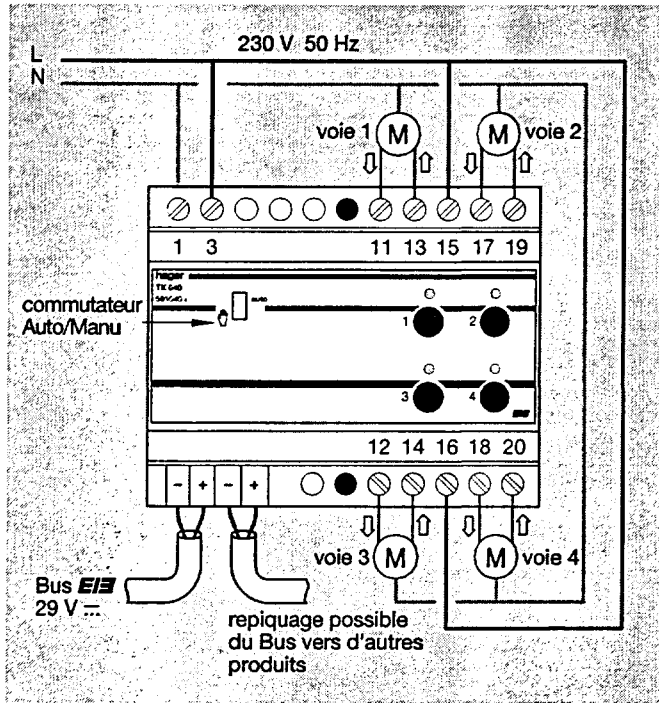 L
N
230 V 50 Hz
voie 1
M
M
voie 2
1 3 11 13 15 17 19
hager
TX 640
auto
commutateur
Auto/Manu
1
2
3
4
12 14 16 18 20
- + - +
voie 3
M
M
voie 4
Bus EIB
29 V
repiquage possible
du Bus vers d'autres
produits